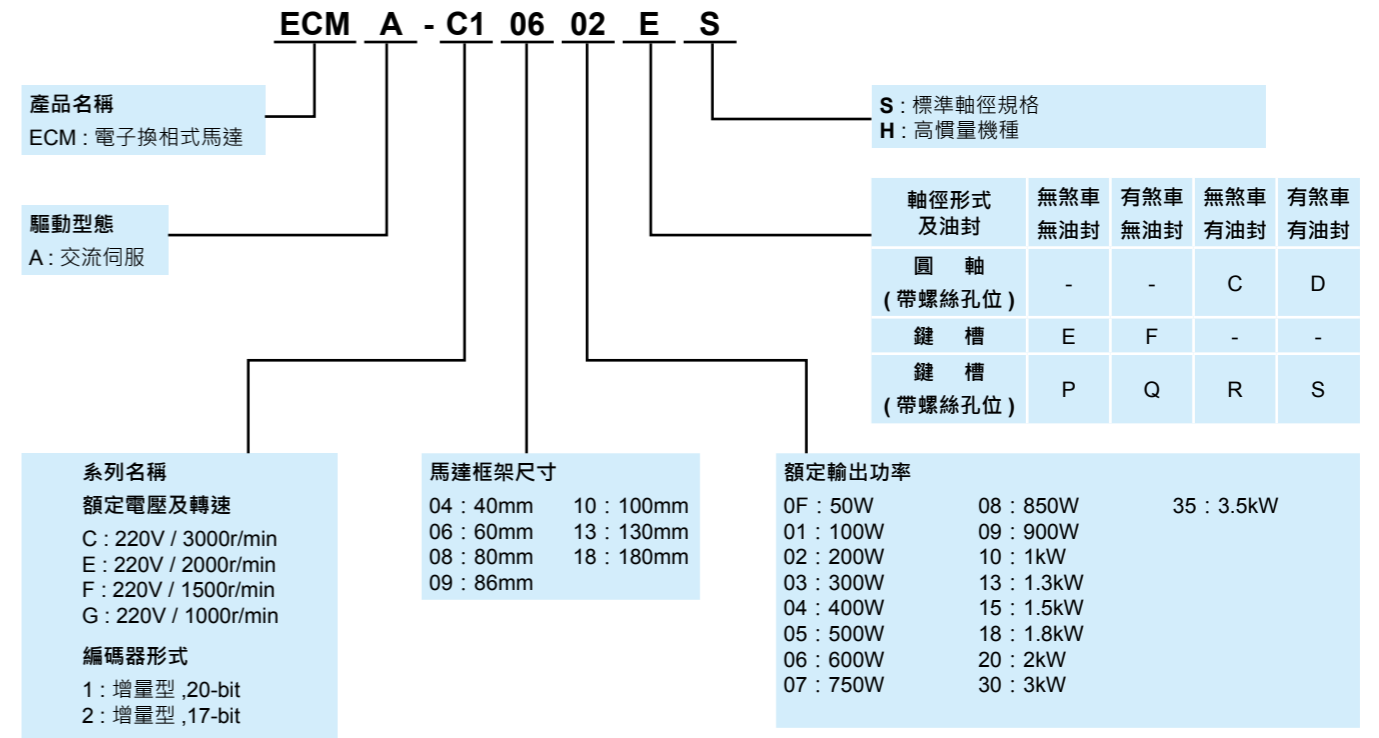 ECM A - C1 06 02 E S
產品名稱
ECM : 電子換相式馬達
驅動型態
A : 交流伺服
S : 標準軸徑規格
H : 高慣量機種
軸徑形式 無煞車 有煞車 無煞車 有煞車
及油封 無油封 無油封 有油封 有油封
圓 軸
( 帶螺絲孔位 ) - - C D
鍵 槽 E F - -
鍵 槽
( 帶螺絲孔位 ) P Q R S
系列名稱
額定電壓及轉速
C : 220V / 3000r/min
E : 220V / 2000r/min
F : 220V / 1500r/min
G : 220V / 1000r/min
編碼器形式
1 : 增量型 ,20-bit
2 : 增量型 ,17-bit
馬達框架尺寸
04：40mm 10：100mm
06：60mm 13：130mm
08：80mm 18：180mm
09：86mm
額定輸出功率
0F：50W 08：850W 35：3.5kW
01：100W 09：900W
02：200W 10：1kW
03：300W 13：1.3kW
04：400W 15：1.5kW
05：500W 18：1.8kW
06：600W 20：2kW
07：750W 30：3kW